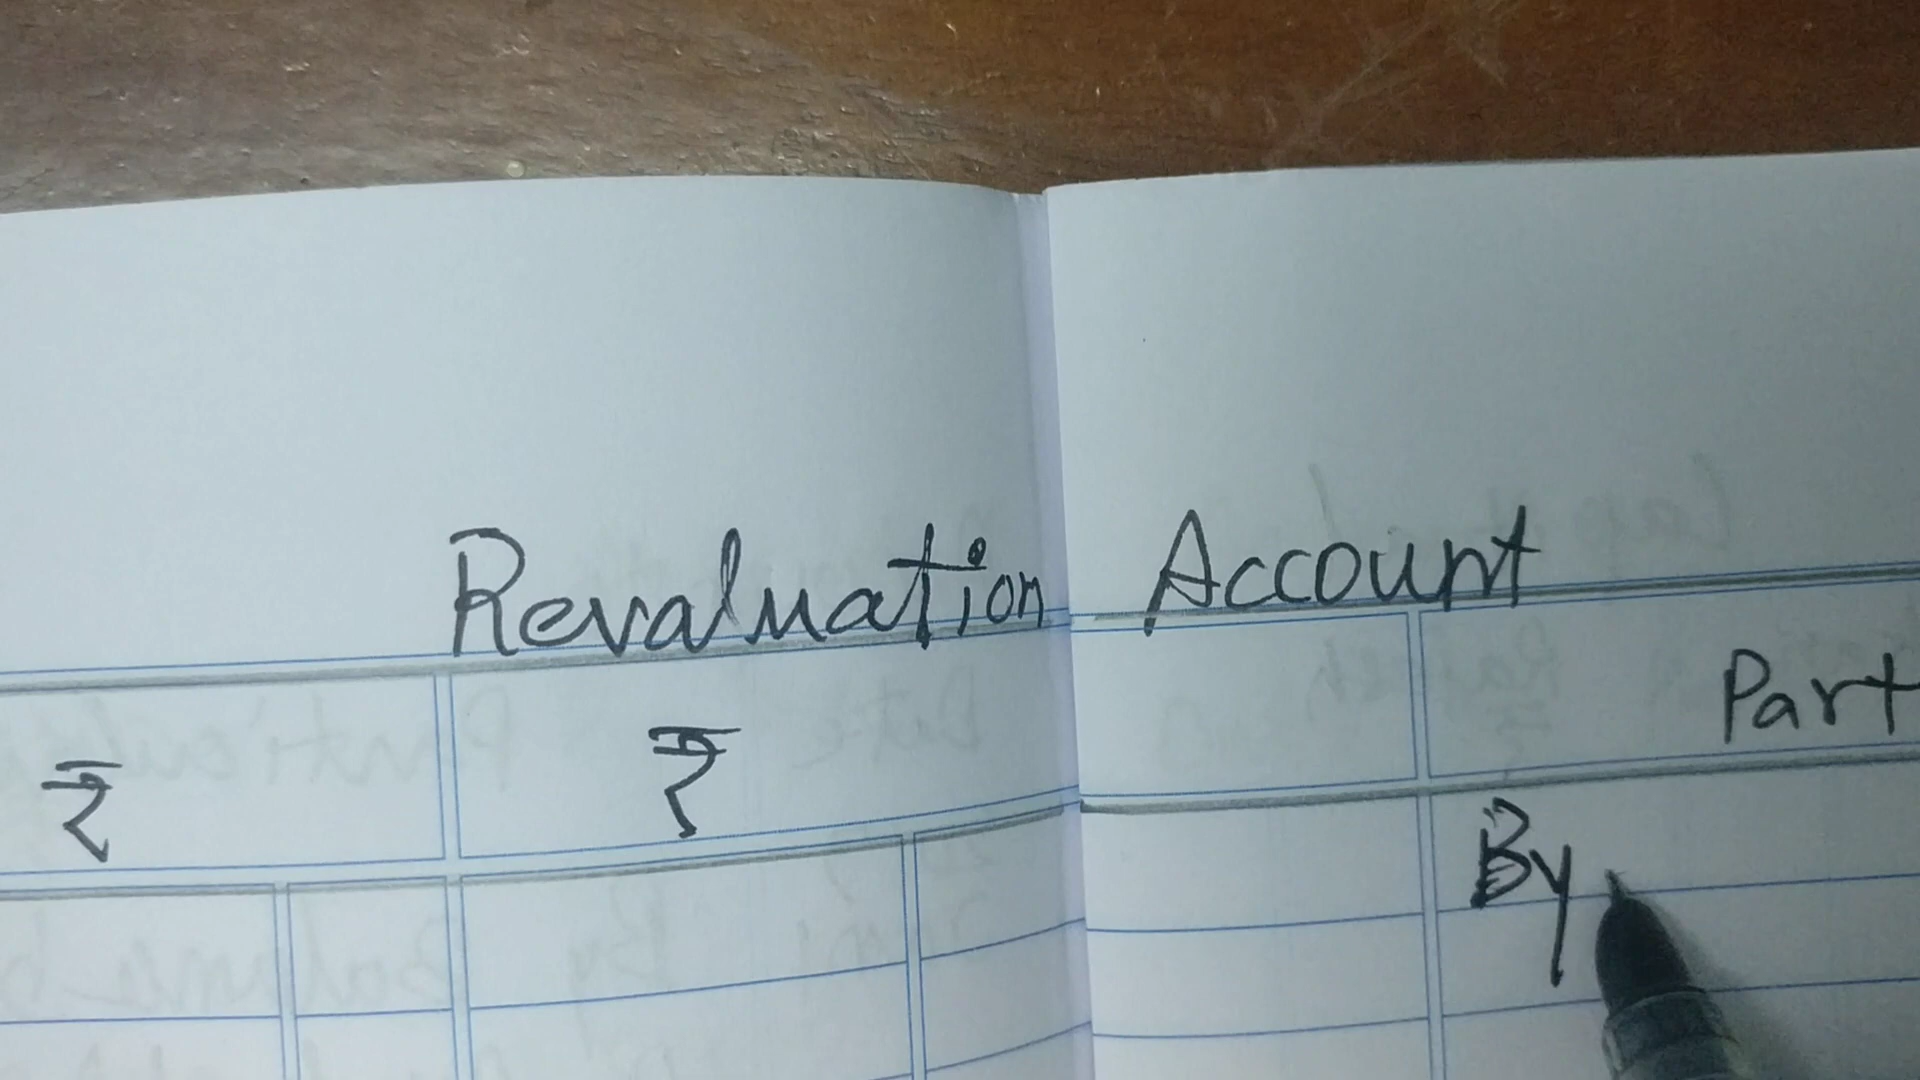 Revaluation Account
₹ ₹ Part
By